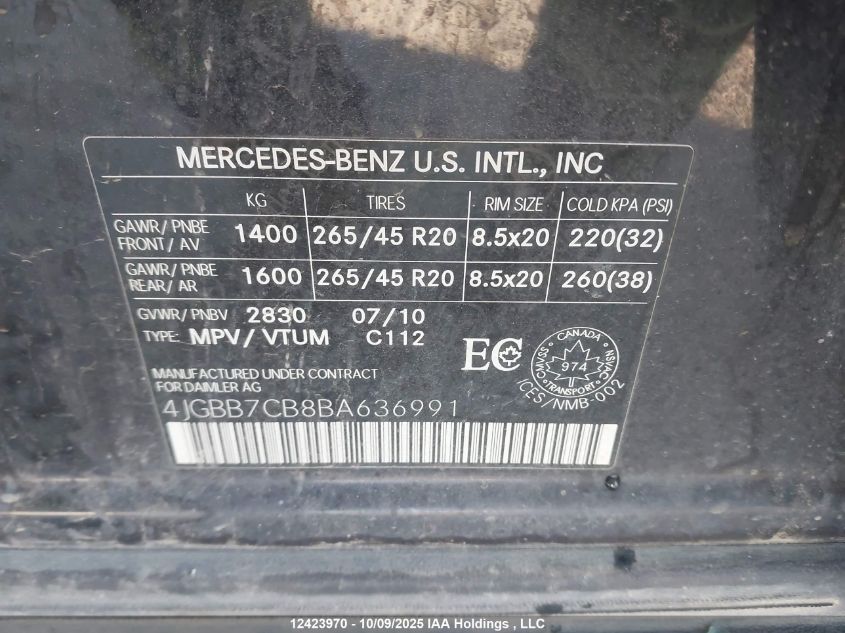 MERCEDES-BENZ U.S. INTL., INC
KG TIRES RIM SIZE COLD KPA (PSI)
GAWR/ PNBE
FRONT/ AV 1400 265/45 R20 8.5x20 220(32)
GAWR/ PNBE
REAR/ AR 1600 265/45 R20 8.5x20 260(38)
GVWR/ PNBV 2830 07/10
TYPE: MPV/ VTUM C112
EC
CANADA
CMVSS 974 NSVAC
TRANSPORT
ICES/NMB-002
MANUFACTURED UNDER CONTRACT
FOR DAIMLER AG
4JGBB7CB8BA636991
12423970 - 10/09/2025 IAA Holdings , LLC